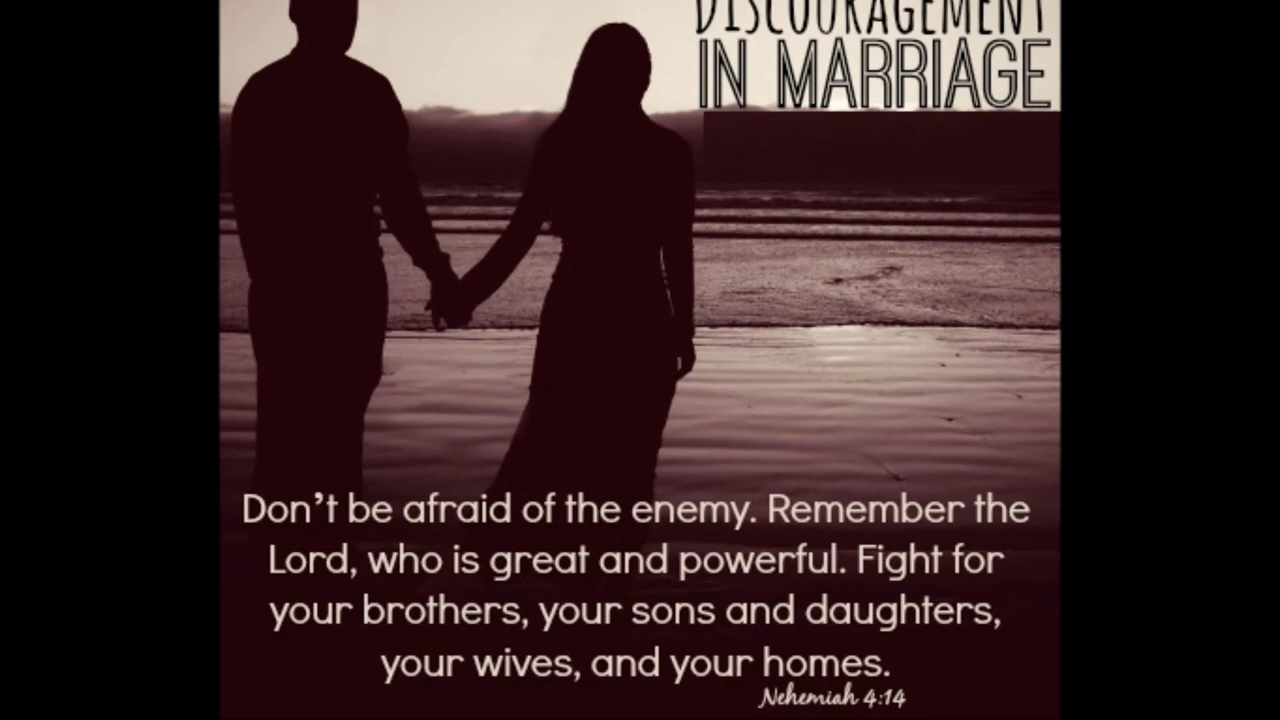 DISCOURAGEMENT
IN MARRIAGE
Don't be afraid of the enemy. Remember the
Lord, who is great and powerful. Fight for
your brothers, your sons and daughters,
your wives, and your homes.
Nehemiah 4:14